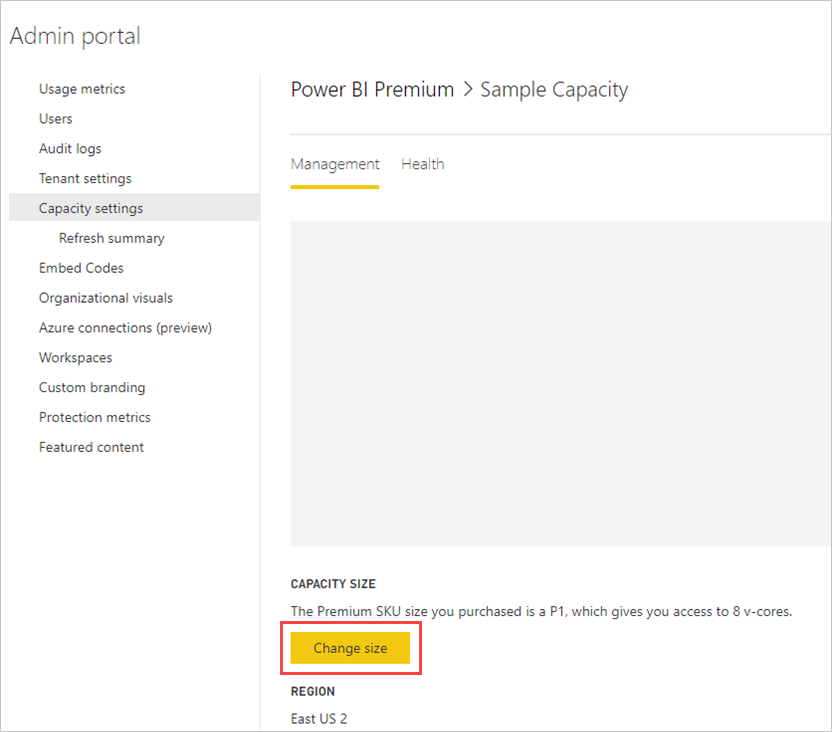 Admin portal
Usage metrics
Users
Audit logs
Tenant settings
Capacity settings
Refresh summary
Embed Codes
Organizational visuals
Azure connections (preview)
Workspaces
Custom branding
Protection metrics
Featured content
Power BI Premium > Sample Capacity
Management Health
CAPACITY SIZE
The Premium SKU size you purchased is a P1, which gives you access to 8 v-cores.
Change size
REGION
East US 2